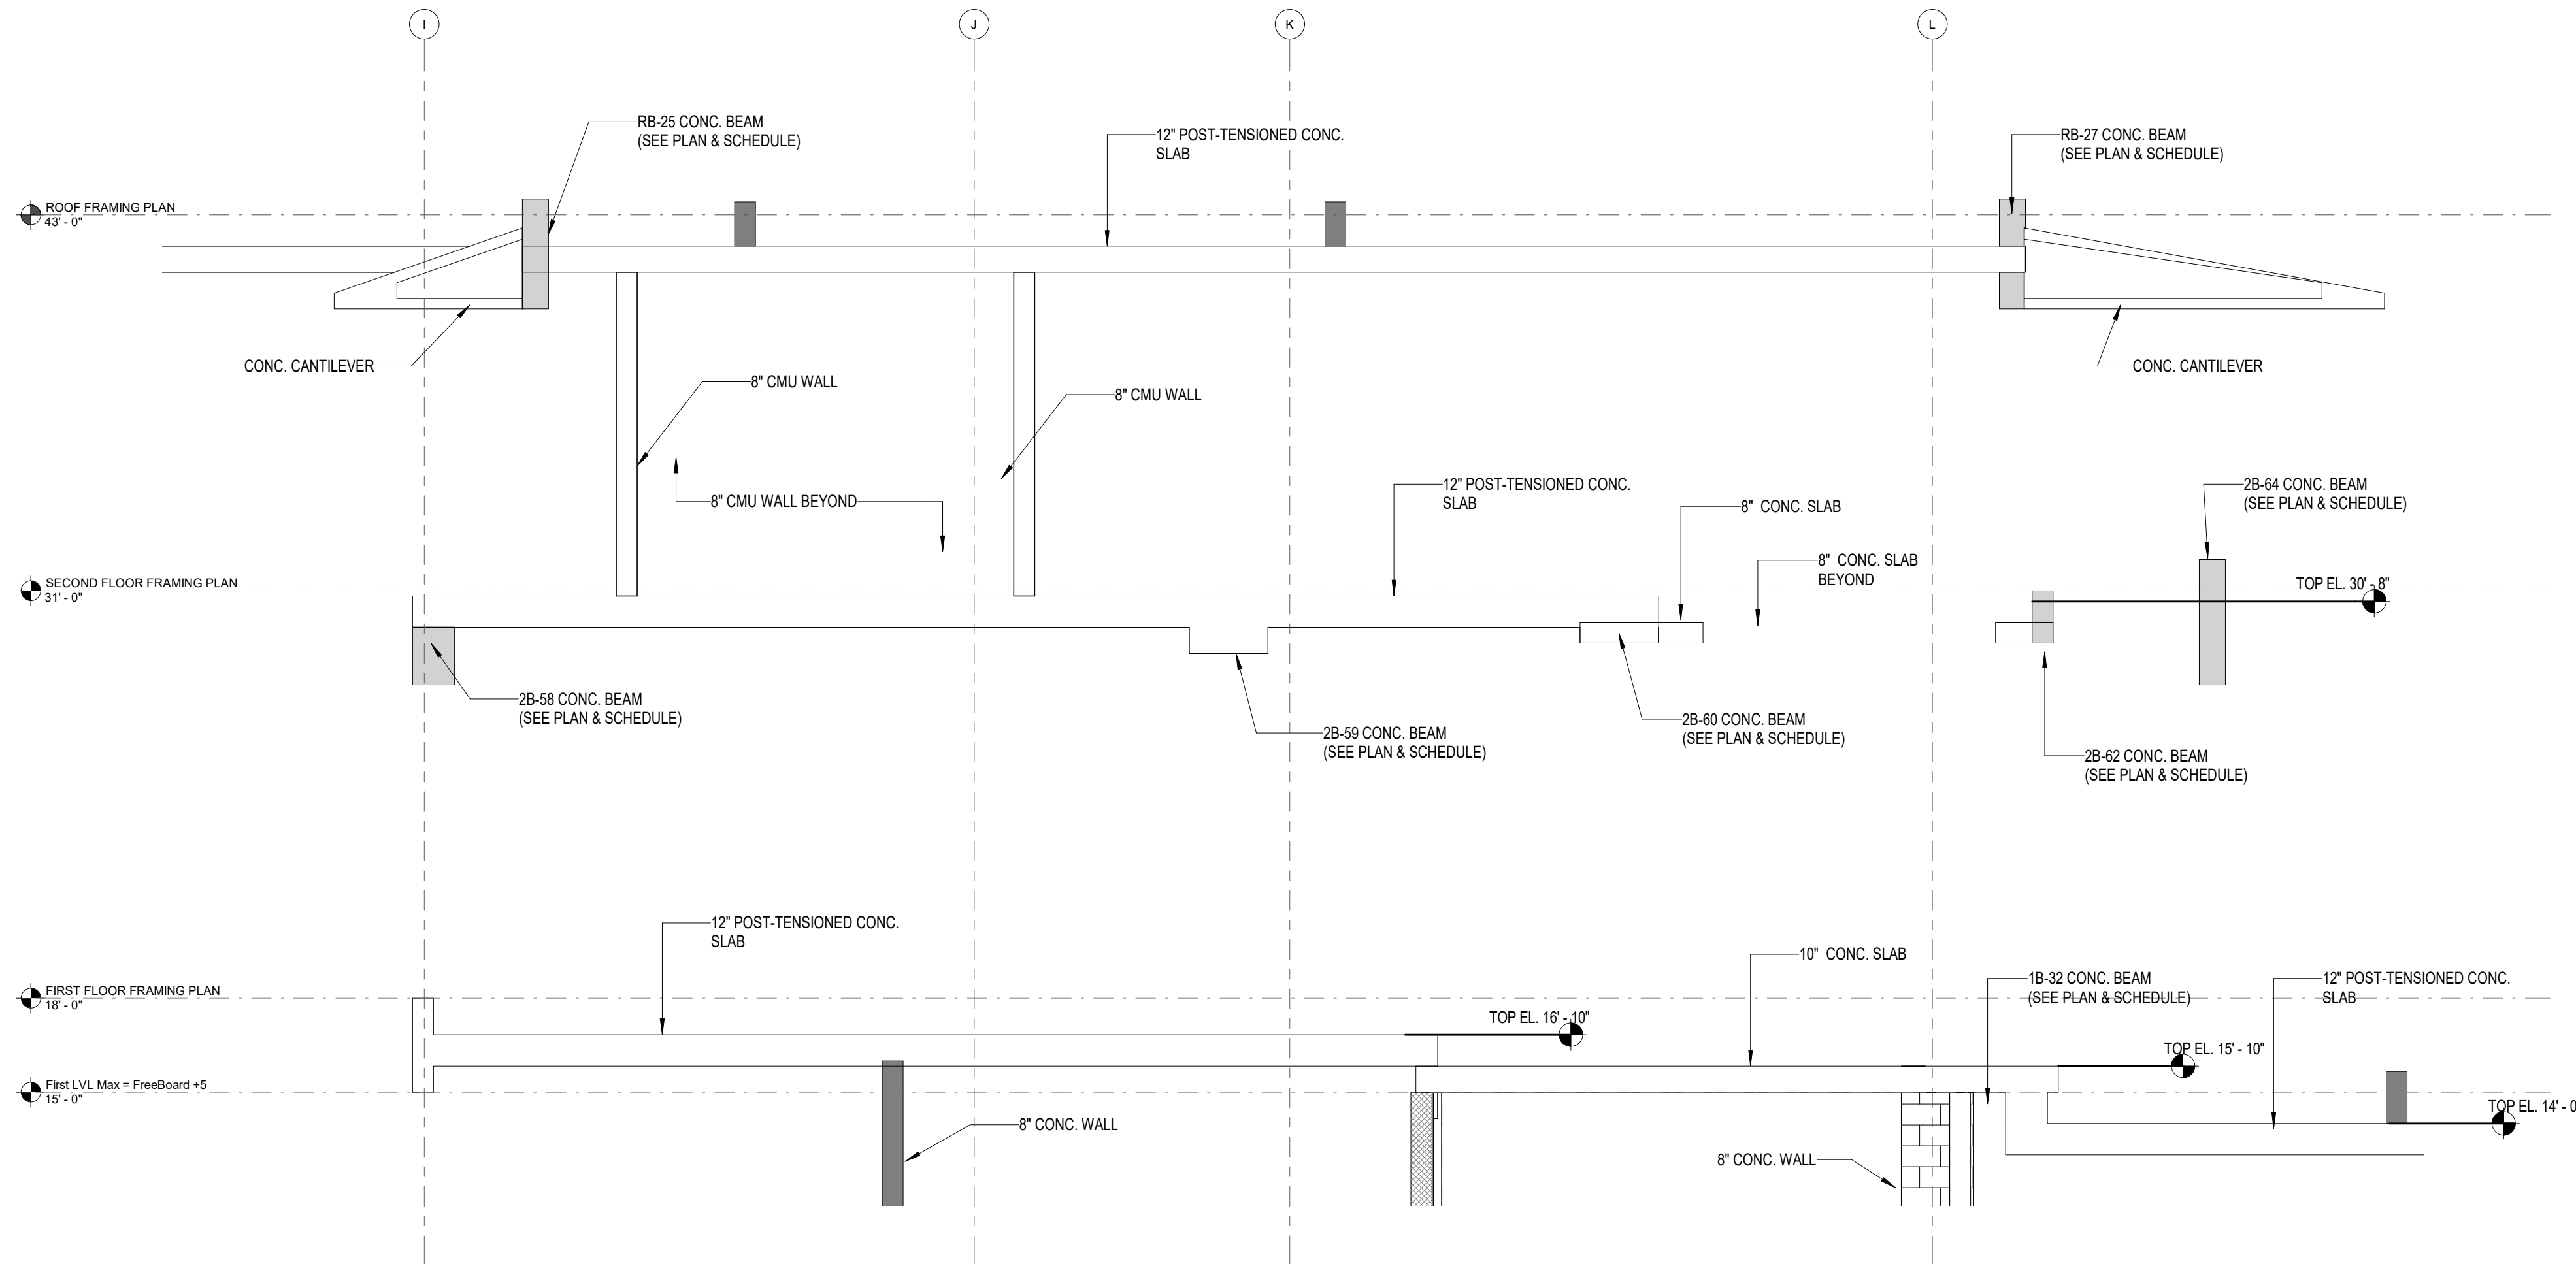 I
J
K
L
RB-25 CONC. BEAM
(SEE PLAN & SCHEDULE)
12" POST-TENSIONED CONC.
SLAB
RB-27 CONC. BEAM
(SEE PLAN & SCHEDULE)
ROOF FRAMING PLAN
43' - 0"
CONC. CANTILEVER
CONC. CANTILEVER
8" CMU WALL
8" CMU WALL
8" CMU WALL BEYOND
12" POST-TENSIONED CONC.
SLAB
8" CONC. SLAB
2B-64 CONC. BEAM
(SEE PLAN & SCHEDULE)
8" CONC. SLAB
BEYOND
SECOND FLOOR FRAMING PLAN
31' - 0"
TOP EL. 30' - 8"
2B-58 CONC. BEAM
(SEE PLAN & SCHEDULE)
2B-59 CONC. BEAM
(SEE PLAN & SCHEDULE)
2B-60 CONC. BEAM
(SEE PLAN & SCHEDULE)
2B-62 CONC. BEAM
(SEE PLAN & SCHEDULE)
12" POST-TENSIONED CONC.
SLAB
10" CONC. SLAB
1B-32 CONC. BEAM
(SEE PLAN & SCHEDULE)
12" POST-TENSIONED CONC.
SLAB
FIRST FLOOR FRAMING PLAN
18' - 0"
TOP EL. 16' - 10"
TOP EL. 15' - 10"
First LVL Max = FreeBoard +5
15' - 0"
TOP EL. 14' - 0
8" CONC. WALL
8" CONC. WALL